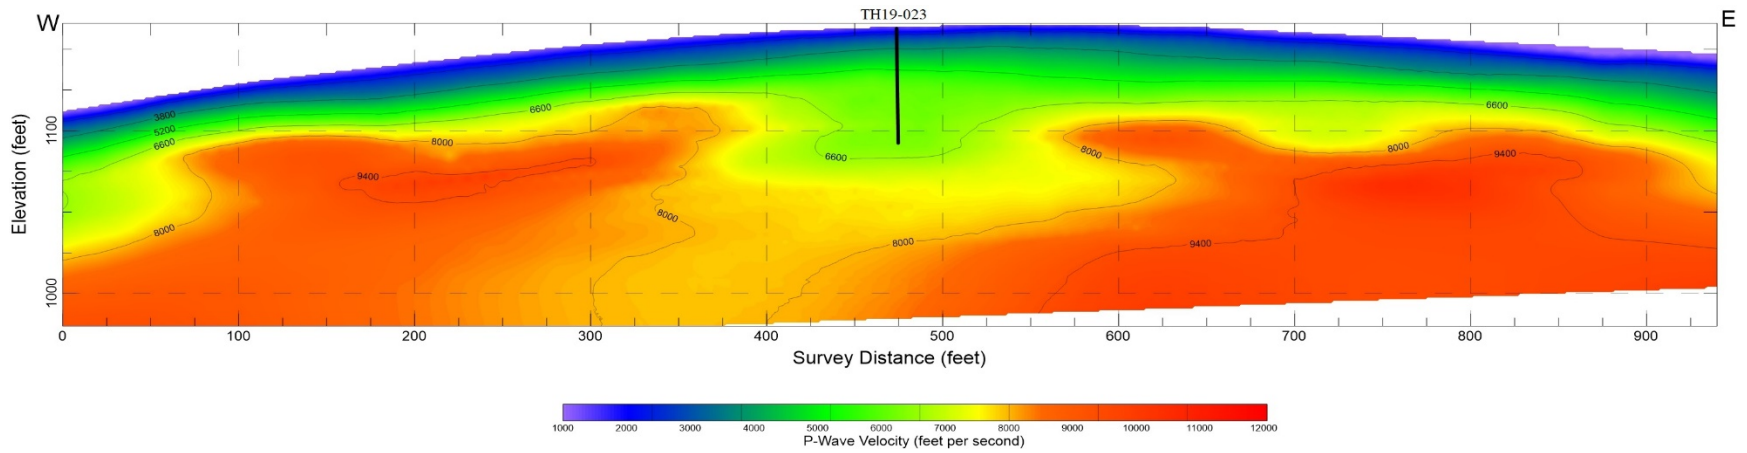 W
TH19-023
E
Elevation (feet)
1100
1000
3800
5200
6600
6600
8000
9400
8000
8000
6600
8000
8000
9400
8000
9400
6600
0 100 200 300 400 500 600 700 800 900
Survey Distance (feet)
1000 2000 3000 4000 5000 6000 7000 8000 9000 10000 11000 12000
P-Wave Velocity (feet per second)